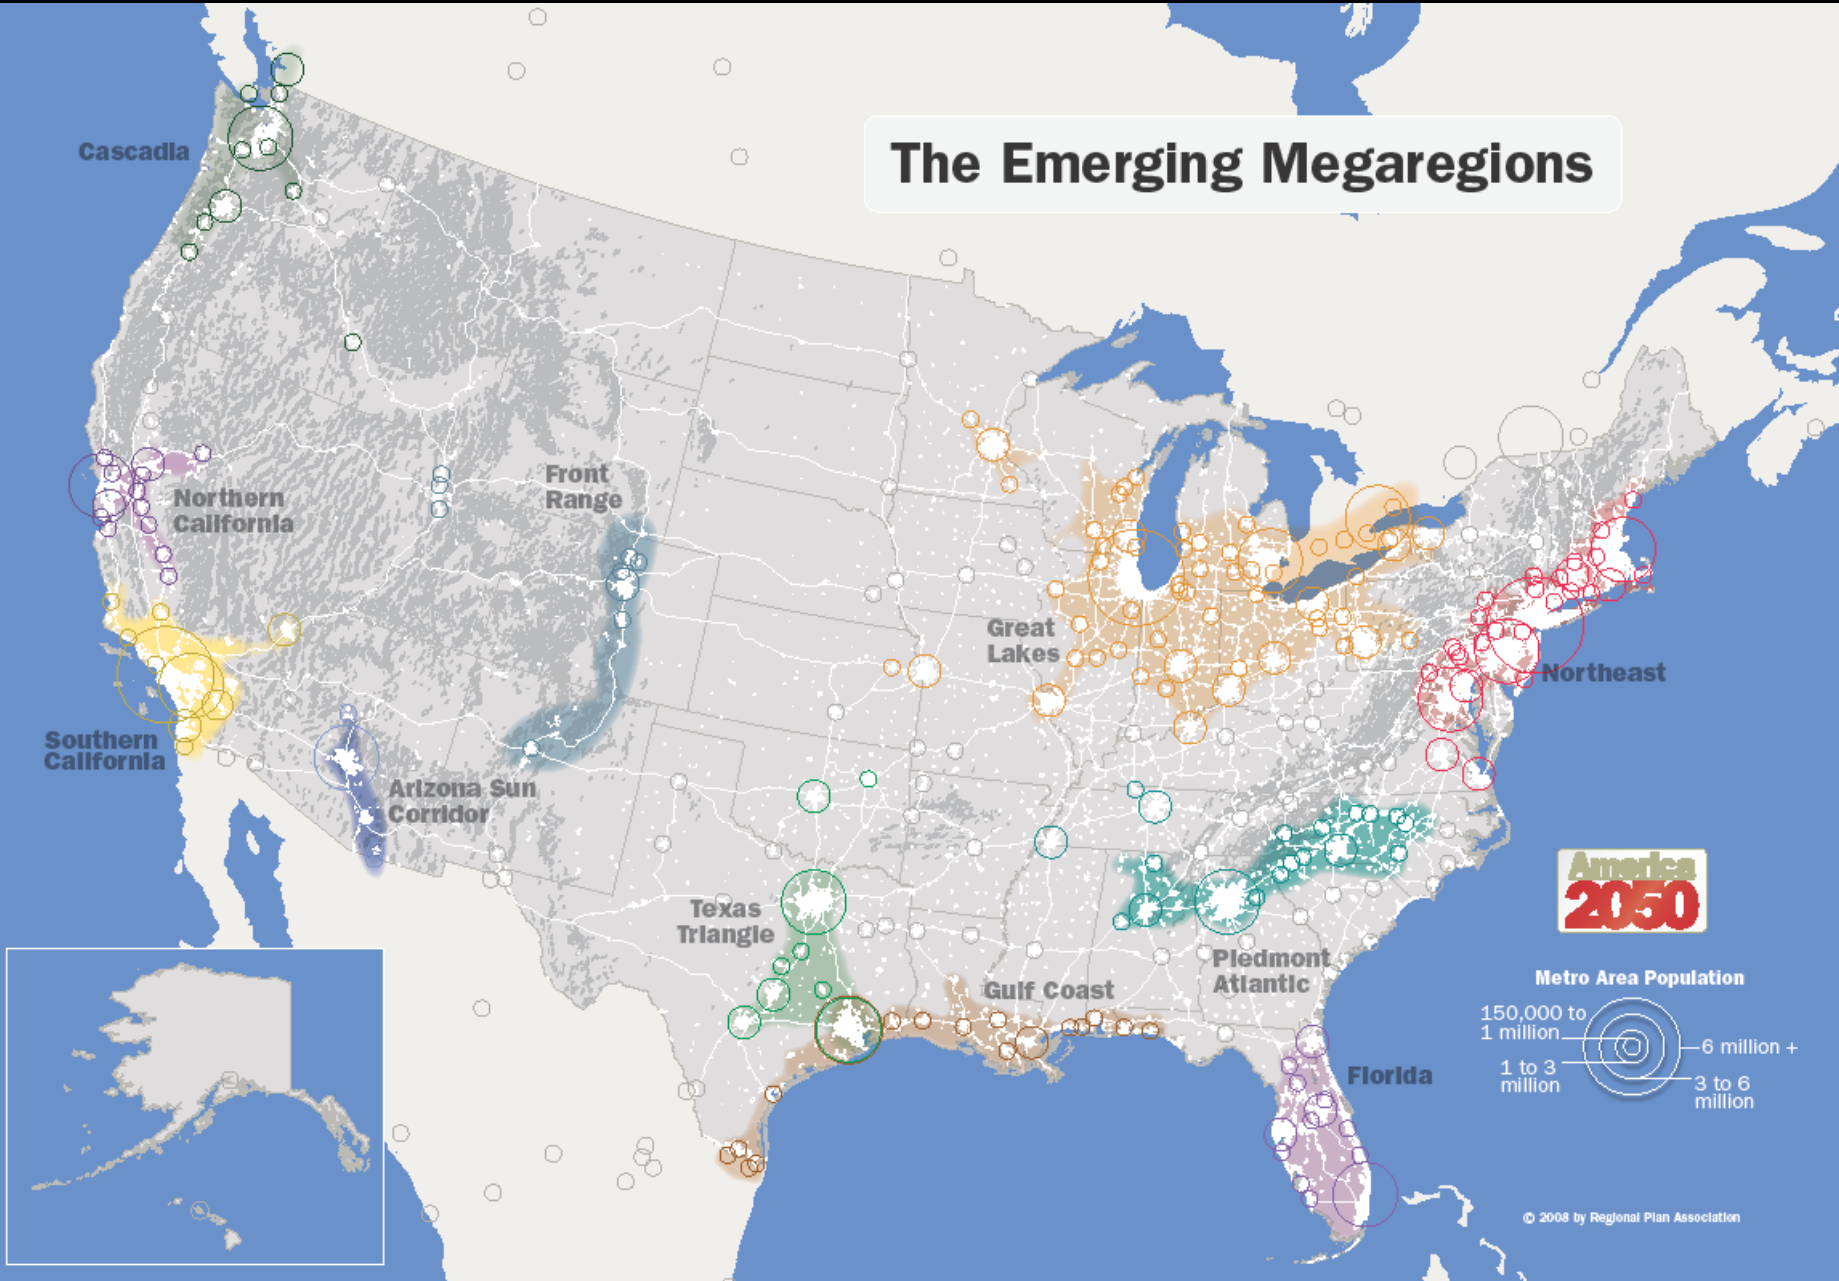 The Emerging Megaregions
Cascadia
Northern
California
Front
Range
Great
Lakes
Northeast
Southern
California
Arizona Sun
Corridor
Texas
Triangle
Gulf Coast
Piedmont
Atlantic
Florida
America
2050
Metro Area Population
150,000 to
1 million
6 million +
1 to 3
million
3 to 6
million
© 2008 by Regional Plan Association